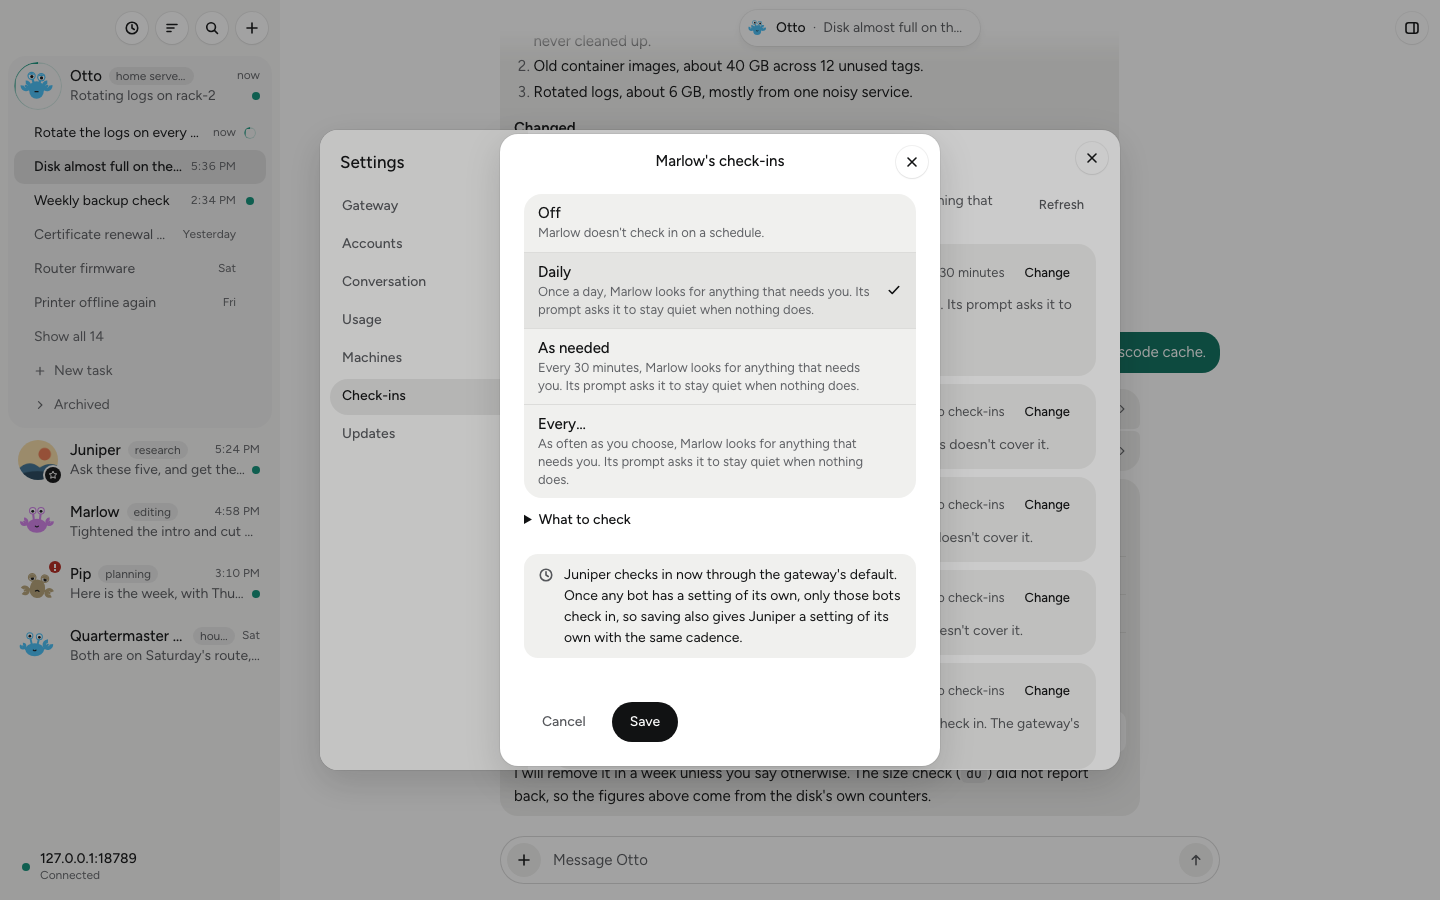 Otto home serve... now
Rotating logs on rack-2
Rotate the logs on every ... now
Disk almost full on the... 5:36 PM
Weekly backup check 2:34 PM
Certificate renewal ... Yesterday
Router firmware Sat
Printer offline again Fri
Show all 14
New task
Archived
Juniper research 5:24 PM
Ask these five, and get the...
Marlow editing 4:58 PM
Tightened the intro and cut ...
Pip planning 3:10 PM
Here is the week, with Thu...
Quartermaster ... hou... Sat
Both are on Saturday's route,...
127.0.0.1:18789
Connected
Otto · Disk almost full on th...
never cleaned up.
2. Old container images, about 40 GB across 12 unused tags.
3. Rotated logs, about 6 GB, mostly from one noisy service.
Changed
scode cache.
Settings
Gateway
Accounts
Conversation
Usage
Machines
Check-ins
Updates
ning that
Refresh
30 minutes Change
. Its prompt asks it to
o check-ins Change
s doesn't cover it.
o check-ins Change
oesn't cover it.
o check-ins Change
esn't cover it.
o check-ins Change
heck in. The gateway's
Marlow's check-ins
Off
Marlow doesn't check in on a schedule.
Daily
Once a day, Marlow looks for anything that needs you. Its
prompt asks it to stay quiet when nothing does.
As needed
Every 30 minutes, Marlow looks for anything that needs
you. Its prompt asks it to stay quiet when nothing does.
Every...
As often as you choose, Marlow looks for anything that
needs you. Its prompt asks it to stay quiet when nothing
does.
What to check
Juniper checks in now through the gateway's default.
Once any bot has a setting of its own, only those bots
check in, so saving also gives Juniper a setting of its
own with the same cadence.
Cancel Save
I will remove it in a week unless you say otherwise. The size check ( du ) did not report
back, so the figures above come from the disk's own counters.
Message Otto